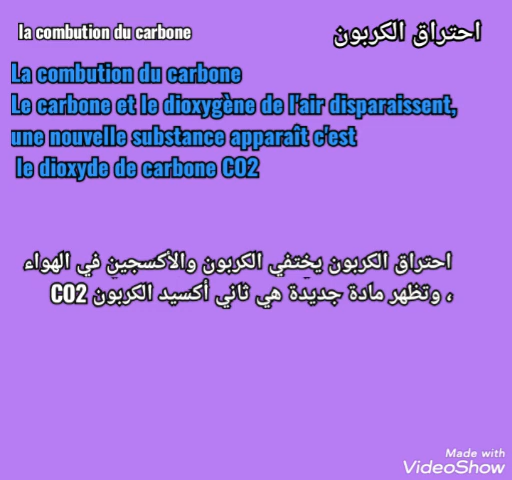 la combution du carbone
احتراق الكربون
La combution du carbone
Le carbone et le dioxygène de l'air disparaissent,
une nouvelle substance apparaît c'est
le dioxyde de carbone CO2
احتراق الكربون يختفي الكربون والأكسجين في الهواء
، وتظهر مادة جديدة هي ثاني أكسيد الكربون CO2
Made with
VideoShow